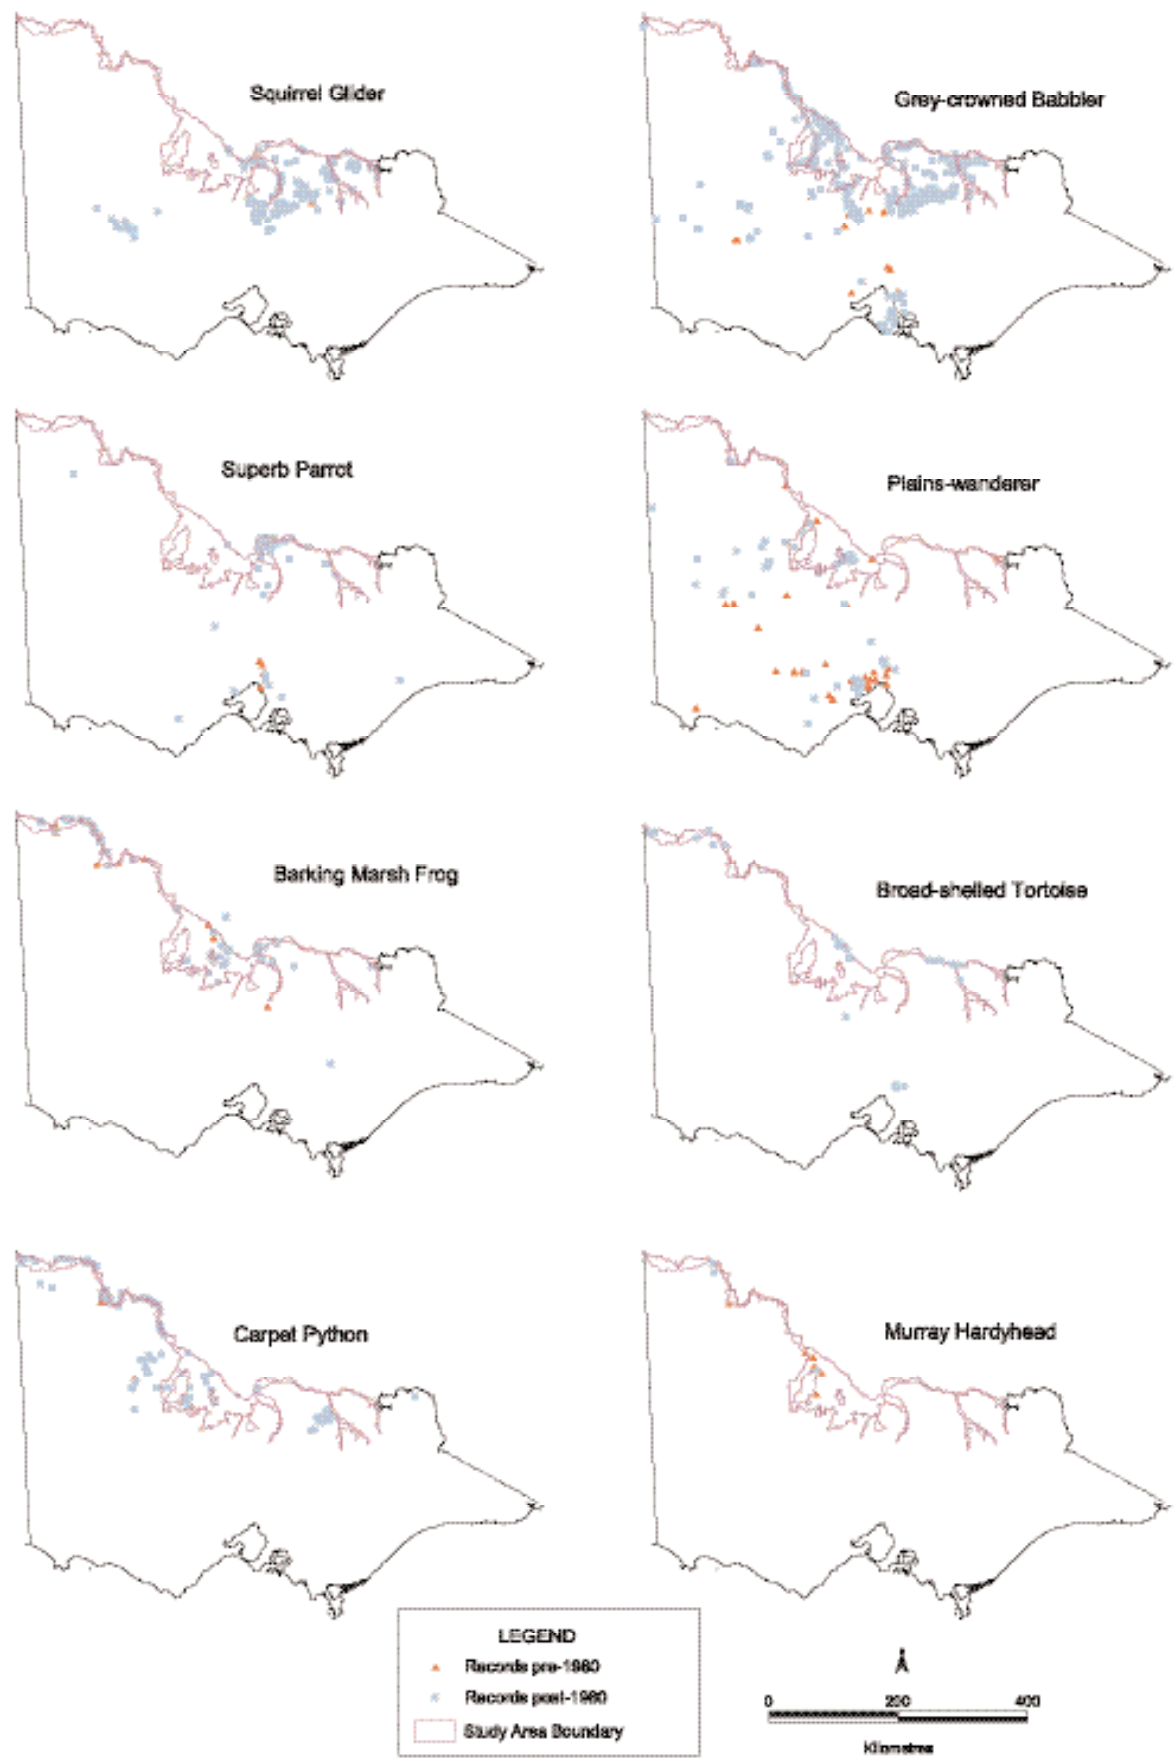 Squirrel Glider
Grey-crowned Babbler
Superb Parrot
Plains-wanderer
Barking Marsh Frog
Broad-shelled Tortoise
Carpet Python
Murray Hardyhead
LEGEND
Records pre-1980
Records post-1980
Study Area Boundary
0 200 400
Kilometres